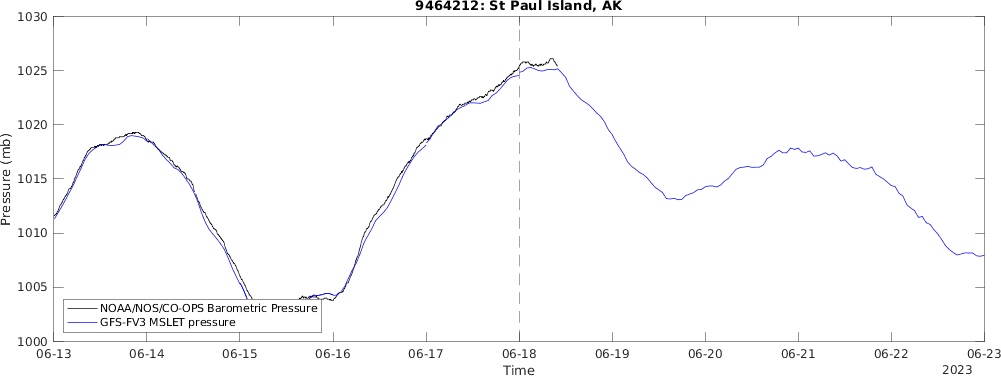 9464212: St Paul Island, AK
1030
1025
1020
1015
1010
1005
1000
Pressure (mb)
NOAA/NOS/CO-OPS Barometric Pressure
GFS-FV3 MSLET pressure
06-13 06-14 06-15 06-16 06-17 06-18 06-19 06-20 06-21 06-22 06-23
Time
2023